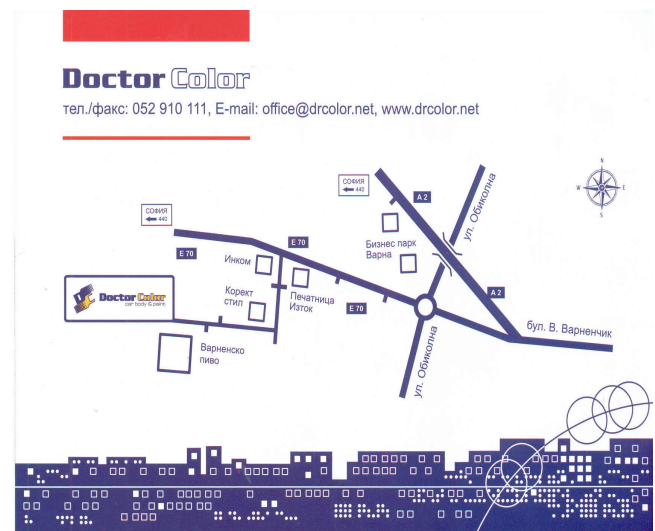 Doctor Color
тел./факс: 052 910 111, E-mail: office@drcolor.net, www.drcolor.net
N
W E
S
СОФИЯ
440
A 2
ул. Обиколна
СОФИЯ
440
E 70
E 70
Бизнес парк
Варна
Инком
Doctor Color
car body & paint
Корект
стил
Печатница
Изток
E 70
A 2
бул. В. Варненчик
Варненско
пиво
ул. Обиколна